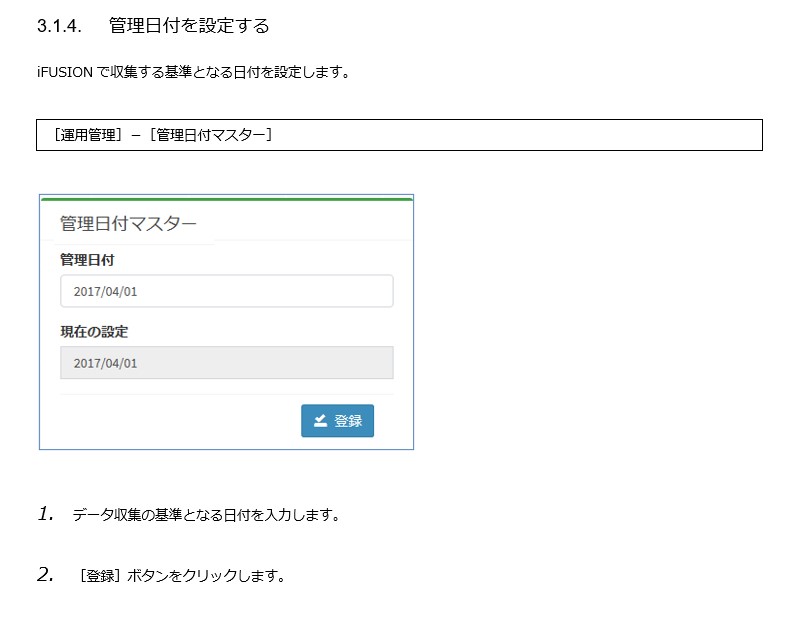 3.1.4. 管理日付を設定する
iFUSION で収集する基準となる日付を設定します。
［運用管理］－［管理日付マスター］
管理日付マスター
管理日付
2017/04/01
現在の設定
2017/04/01
登録
1. データ収集の基準となる日付を入力します。
2. ［登録］ボタンをクリックします。